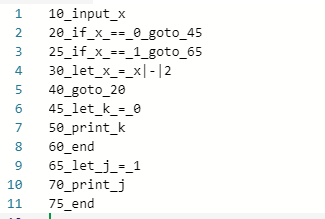 1 10_input_x
2 20_if_x_==_0_goto_45
3 25_if_x_==_1_goto_65
4 30_let_x_=_x|-|2
5 40_goto_20
6 45_let_k_=_0
7 50_print_k
8 60_end
9 65_let_j_=_1
10 70_print_j
11 75_end